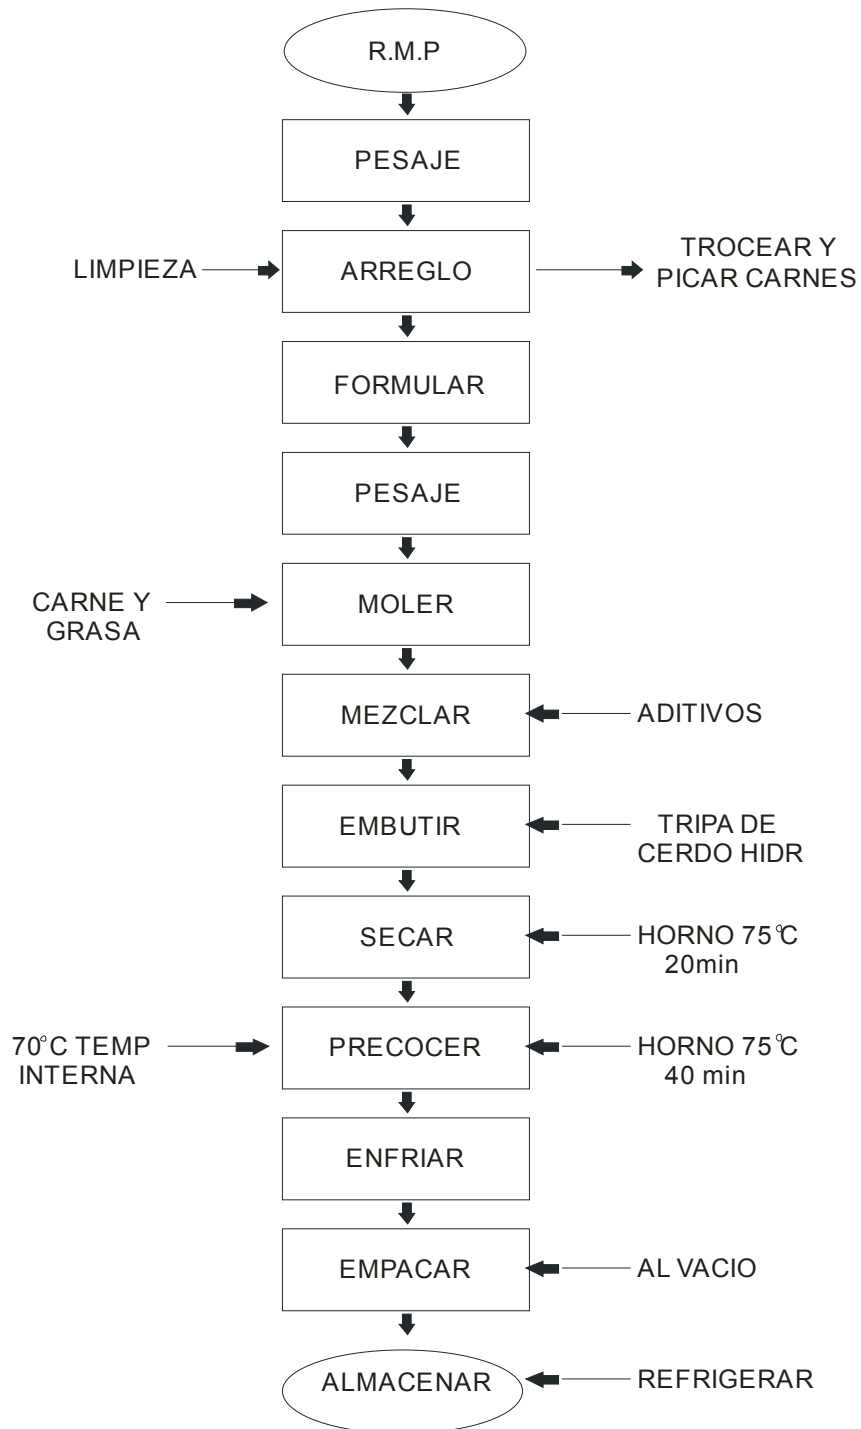 R.M.P
PESAJE
LIMPIEZA
ARREGLO
TROCEAR Y
PICAR CARNES
FORMULAR
PESAJE
CARNE Y
GRASA
MOLER
MEZCLAR
ADITIVOS
EMBUTIR
TRIPA DE
CERDO HIDR
SECAR
HORNO 75°C
20min
70°C TEMP
INTERNA
PRECOCER
HORNO 75°C
40 min
ENFRIAR
EMPACAR
AL VACIO
ALMACENAR
REFRIGERAR